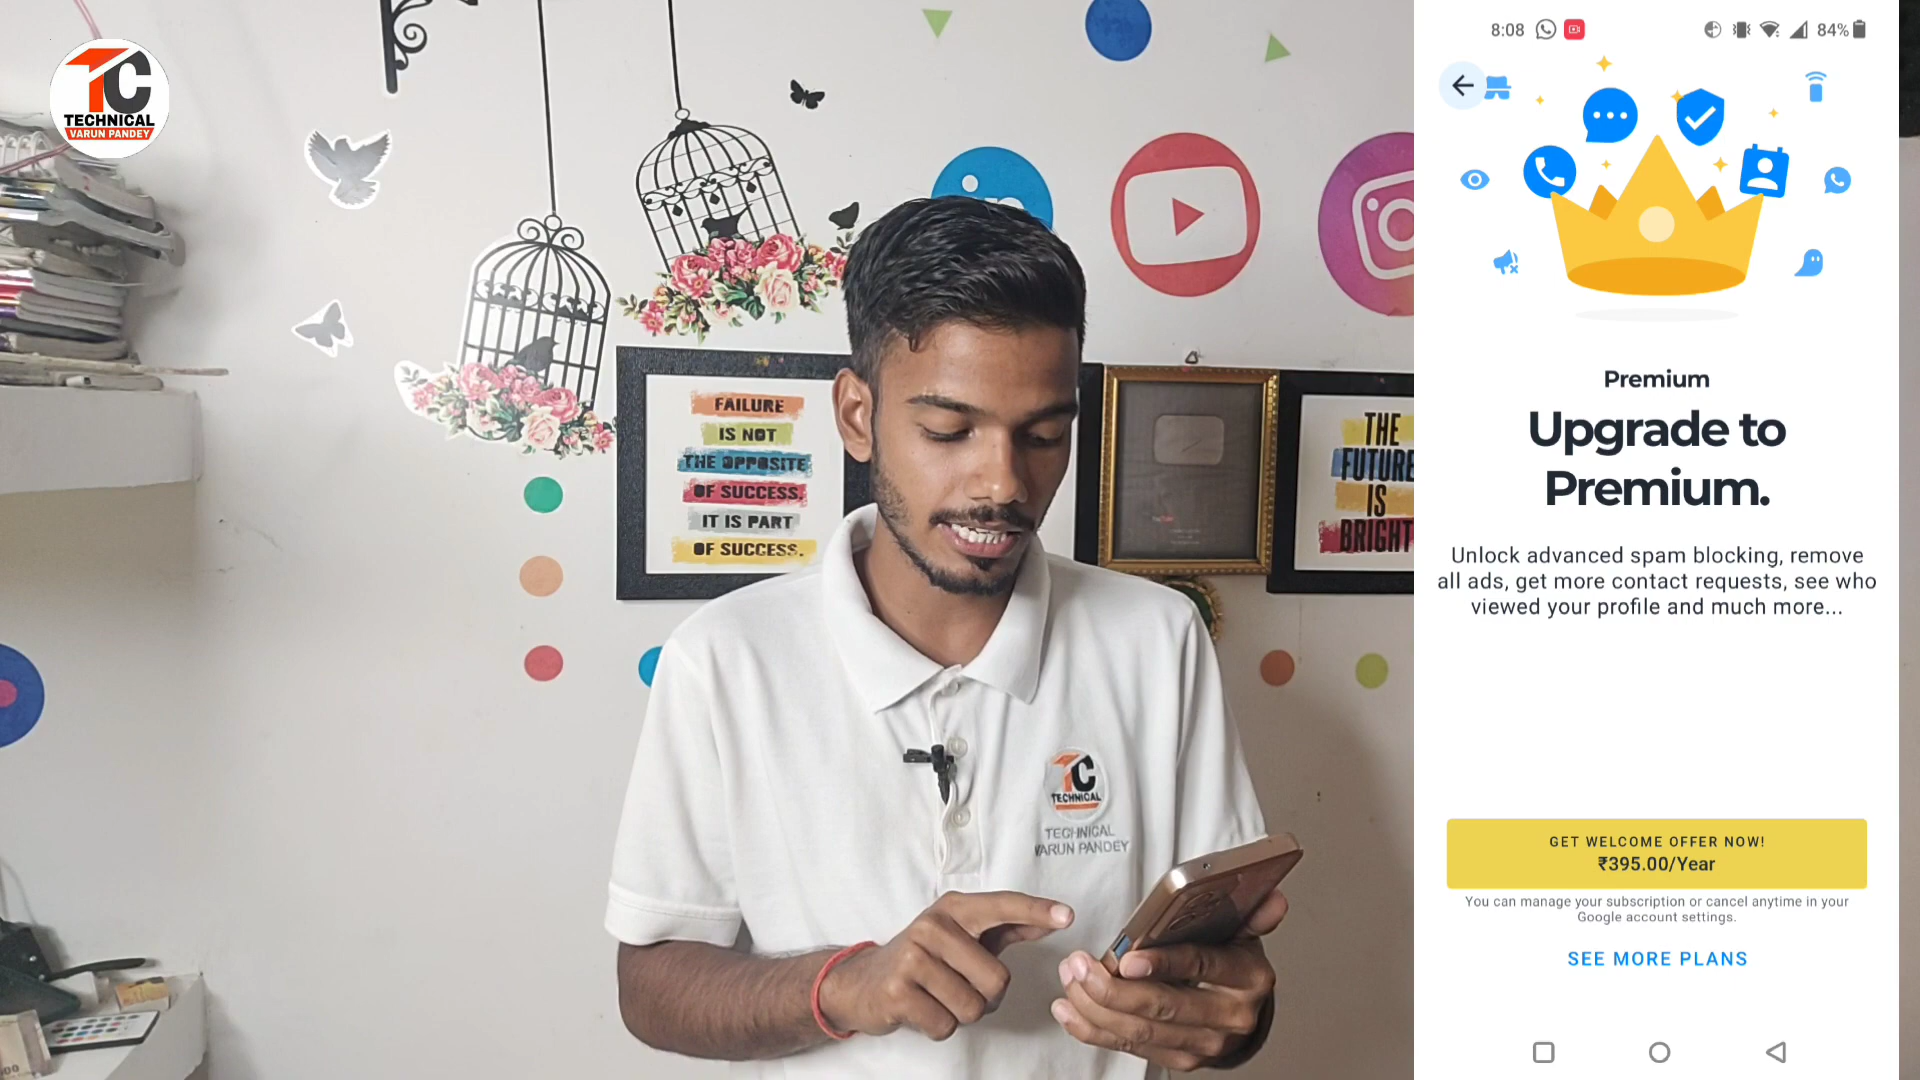 TC
TECHNICAL
VARUN PANDEY
FAILURE
IS NOT
THE OPPOSITE
OF SUCCESS.
IT IS PART
OF SUCCESS.
THE
FUTURE
IS
BRIGHT
TC
TECHNICAL
TECHNICAL
VARUN PANDEY
8:08
84%
Premium
Upgrade to
Premium.
Unlock advanced spam blocking, remove
all ads, get more contact requests, see who
viewed your profile and much more...
GET WELCOME OFFER NOW!
₹395.00/Year
You can manage your subscription or cancel anytime in your
Google account settings.
SEE MORE PLANS